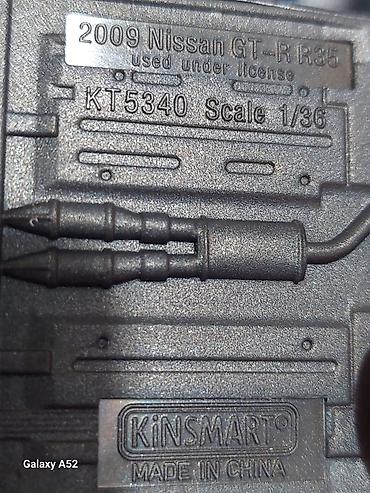 2009 Nissan GT-R R35
used under license
KT5340 Scale 1/36
KiNSMART®
MADE IN CHINA
Galaxy A52